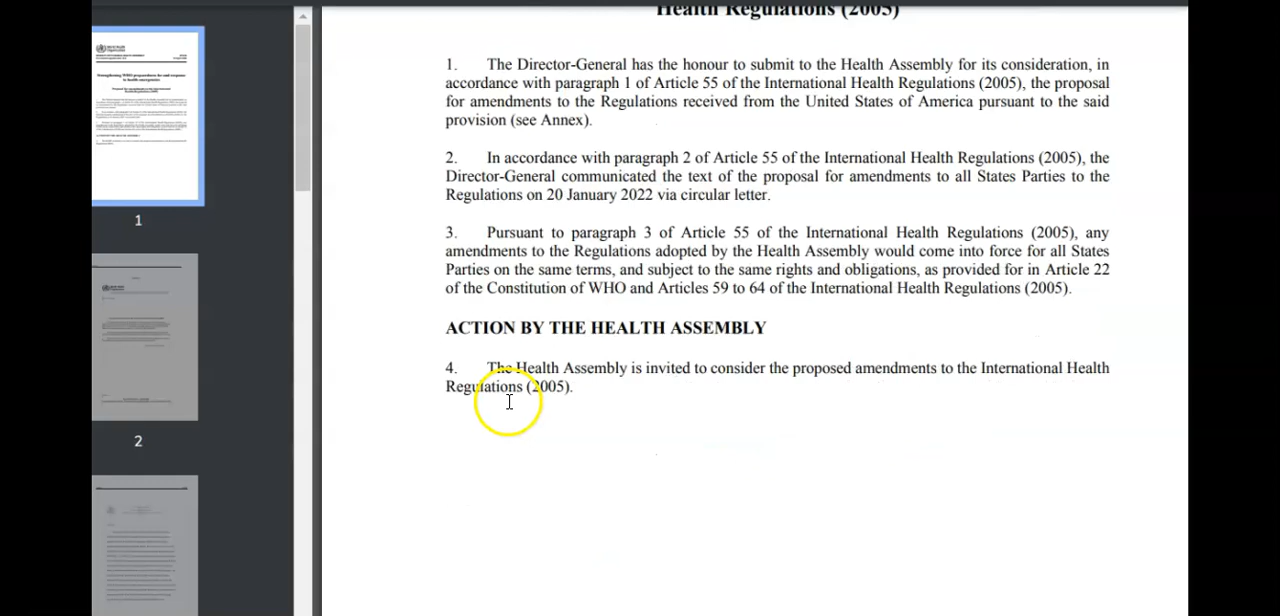 Health Regulations (2005)
1. The Director-General has the honour to submit to the Health Assembly for its consideration, in
accordance with paragraph 1 of Article 55 of the International Health Regulations (2005), the proposal
for amendments to the Regulations received from the United States of America pursuant to the said
provision (see Annex).
2. In accordance with paragraph 2 of Article 55 of the International Health Regulations (2005), the
Director-General communicated the text of the proposal for amendments to all States Parties to the
Regulations on 20 January 2022 via circular letter.
3. Pursuant to paragraph 3 of Article 55 of the International Health Regulations (2005), any
amendments to the Regulations adopted by the Health Assembly would come into force for all States
Parties on the same terms, and subject to the same rights and obligations, as provided for in Article 22
of the Constitution of WHO and Articles 59 to 64 of the International Health Regulations (2005).
ACTION BY THE HEALTH ASSEMBLY
4. The Health Assembly is invited to consider the proposed amendments to the International Health
Regulations (2005).
1
2